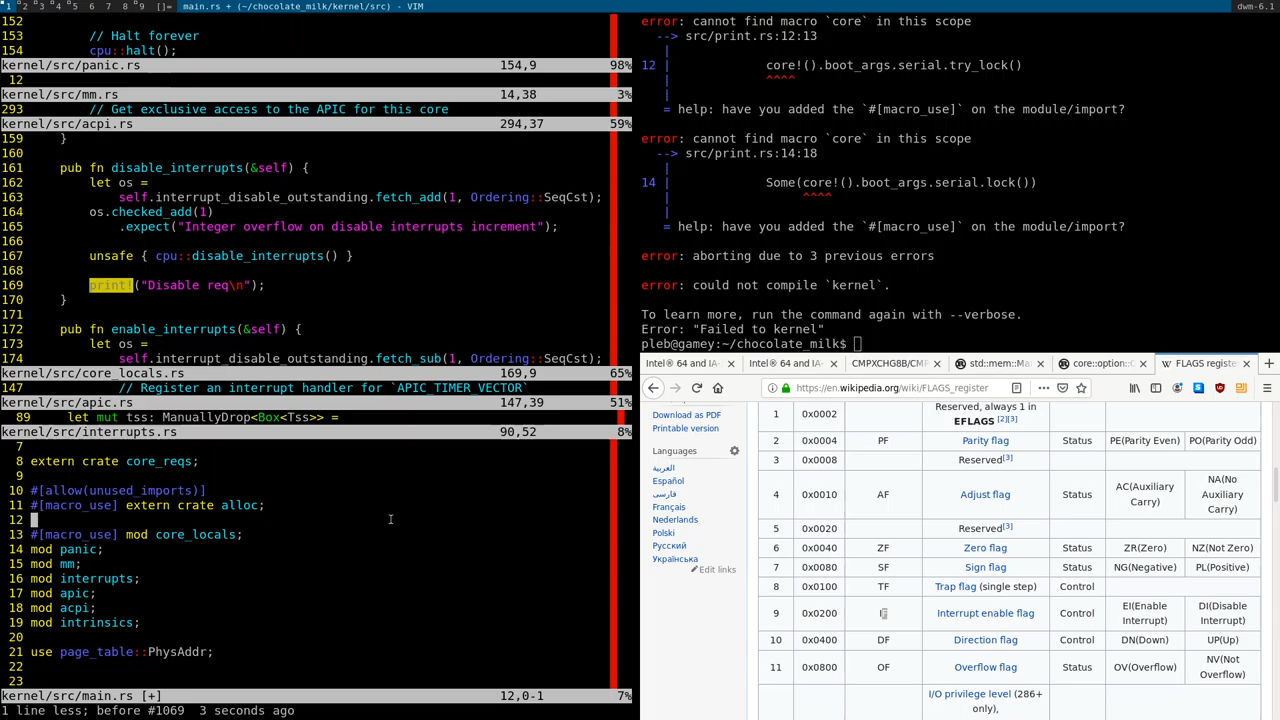 1 2 3 4 5 6 7 8 9 []= main.rs + (~/chocolate_milk/kernel/src) - VIM
dwm-6.1
152
153 // Halt forever
154 cpu::halt();
kernel/src/panic.rs 154,9 98%
12
kernel/src/mm.rs 14,38 3%
293 // Get exclusive access to the APIC for this core
kernel/src/acpi.rs 294,37 59%
159 }
160
161 pub fn disable_interrupts(&self) {
162 let os =
163 self.interrupt_disable_outstanding.fetch_add(1, Ordering::SeqCst);
164 os.checked_add(1)
165 .expect("Integer overflow on disable interrupts increment");
166
167 unsafe { cpu::disable_interrupts() }
168
169 print!("Disable req\n");
170 }
171
172 pub fn enable_interrupts(&self) {
173 let os =
174 self.interrupt_disable_outstanding.fetch_sub(1, Ordering::SeqCst);
kernel/src/core_locals.rs 169,9 65%
147 // Register an interrupt handler for `APIC_TIMER_VECTOR`
kernel/src/apic.rs 147,39 51%
89 let mut tss: ManuallyDrop<Box<Tss>> =
kernel/src/interrupts.rs 90,52 8%
7
8 extern crate core_reqs;
9
10 #[allow(unused_imports)]
11 #[macro_use] extern crate alloc;
12
13 #[macro_use] mod core_locals;
14 mod panic;
15 mod mm;
16 mod interrupts;
17 mod apic;
18 mod acpi;
19 mod intrinsics;
20
21 use page_table::PhysAddr;
22
23
kernel/src/main.rs [+] 12,0-1 7%
1 line less; before #1069 3 seconds ago
error: cannot find macro `core` in this scope
--> src/print.rs:12:13
|
12 | core!().boot_args.serial.try_lock()
| ^^^^
|
= help: have you added the `#[macro_use]` on the module/import?
error: cannot find macro `core` in this scope
--> src/print.rs:14:18
|
14 | Some(core!().boot_args.serial.lock())
| ^^^^
|
= help: have you added the `#[macro_use]` on the module/import?
error: aborting due to 3 previous errors
error: could not compile `kernel`.
To learn more, run the command again with --verbose.
Error: "Failed to kernel"
pleb@gamey:~/chocolate_milk$
Intel® 64 and IA- Intel® 64 and IA- CMPXCHG8B/CM std::mem::Ma core::option::C FLAGS registe
https://en.wikipedia.org/wiki/FLAGS_register
Download as PDF
Printable version
Languages
العربية
Español
فارسی
Français
Nederlands
Polski
Русский
Українська
Edit links
1 0x0002 Reserved, always 1 in EFLAGS [2][3]
2 0x0004 PF Parity flag Status PE(Parity Even) PO(Parity Odd)
3 0x0008 Reserved[3]
4 0x0010 AF Adjust flag Status AC(Auxiliary Carry) NA(No Auxiliary Carry)
5 0x0020 Reserved[3]
6 0x0040 ZF Zero flag Status ZR(Zero) NZ(Not Zero)
7 0x0080 SF Sign flag Status NG(Negative) PL(Positive)
8 0x0100 TF Trap flag (single step) Control
9 0x0200 IF Interrupt enable flag Control EI(Enable Interrupt) DI(Disable Interrupt)
10 0x0400 DF Direction flag Control DN(Down) UP(Up)
11 0x0800 OF Overflow flag Status OV(Overflow) NV(Not Overflow)
I/O privilege level (286+ only),